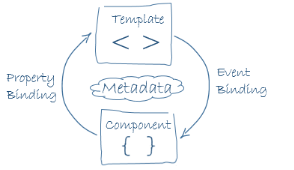 Template
< >
Property
Binding
Metadata
Event
Binding
Component
{ }